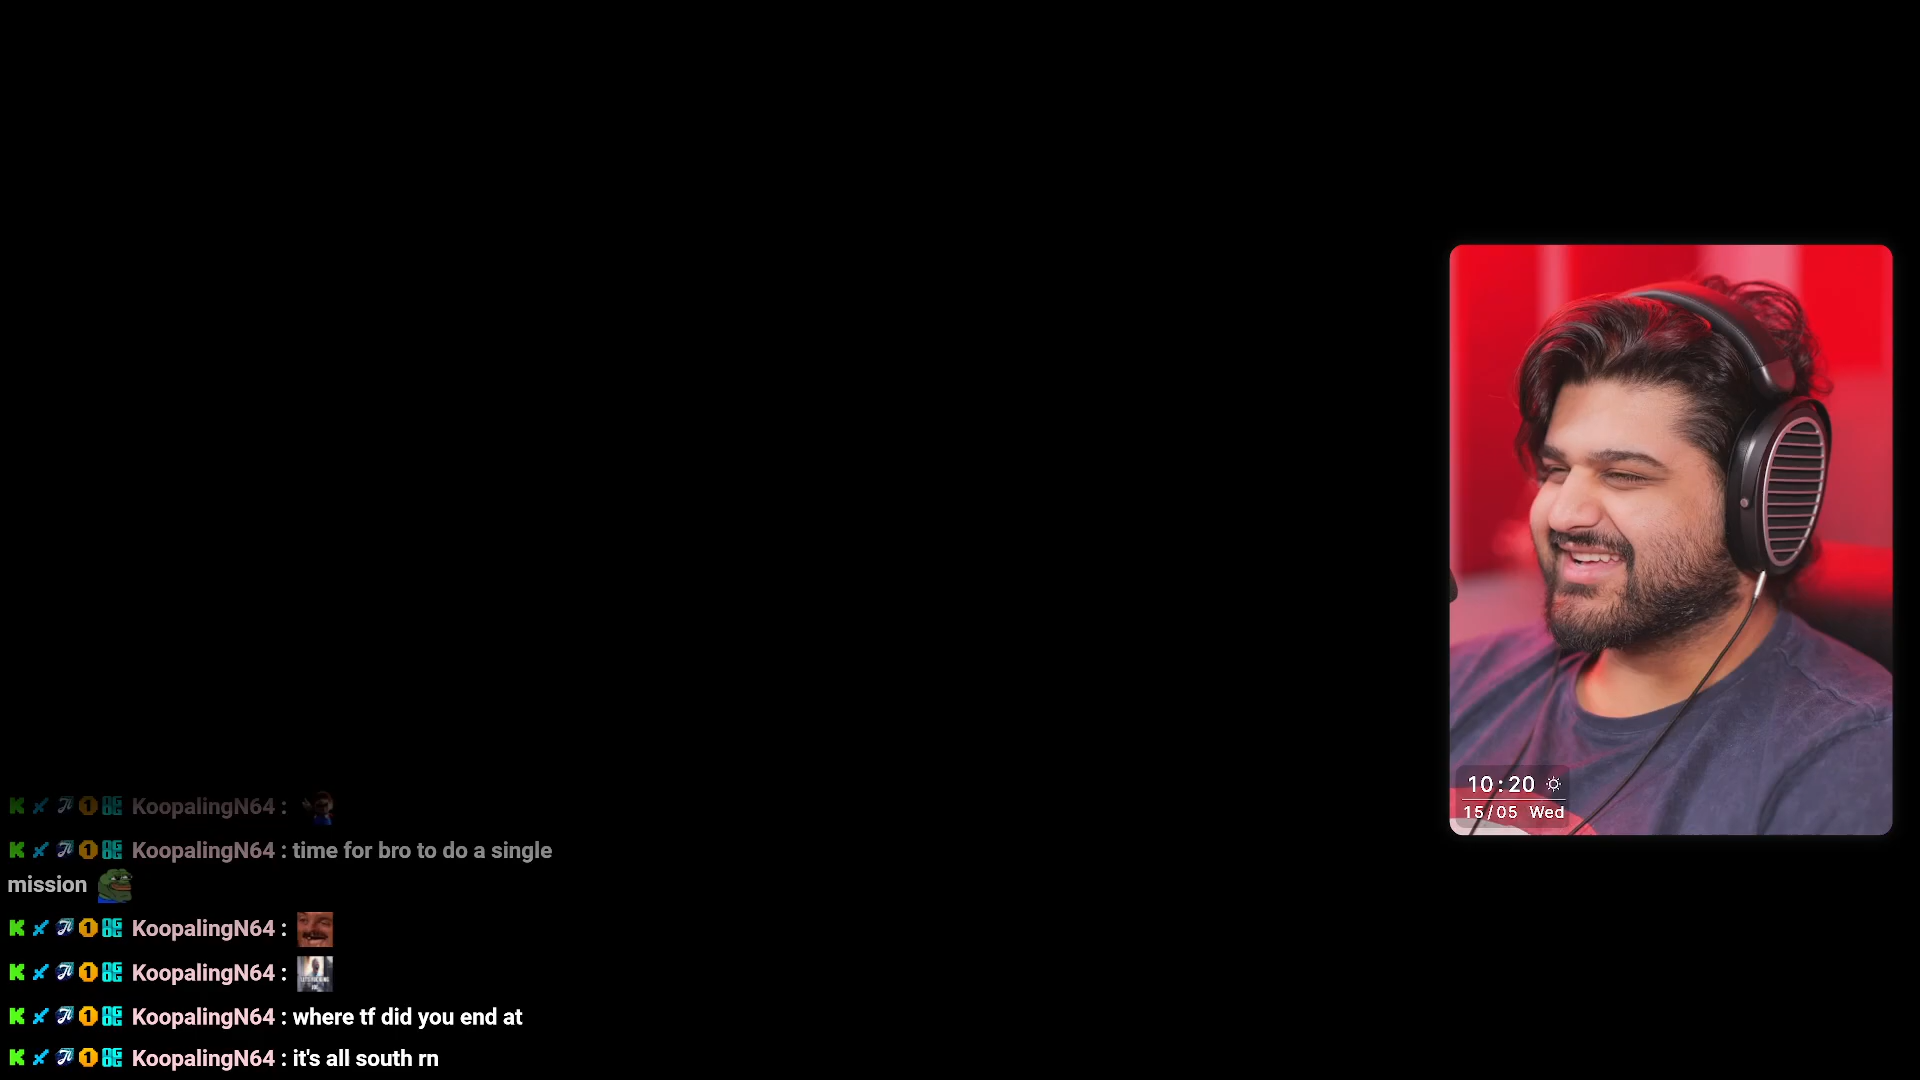 KoopalingN64 :
KoopalingN64 : time for bro to do a single
mission
KoopalingN64 :
KoopalingN64 :
KoopalingN64 : where tf did you end at
KoopalingN64 : it's all south rn
10:20
15/05 Wed